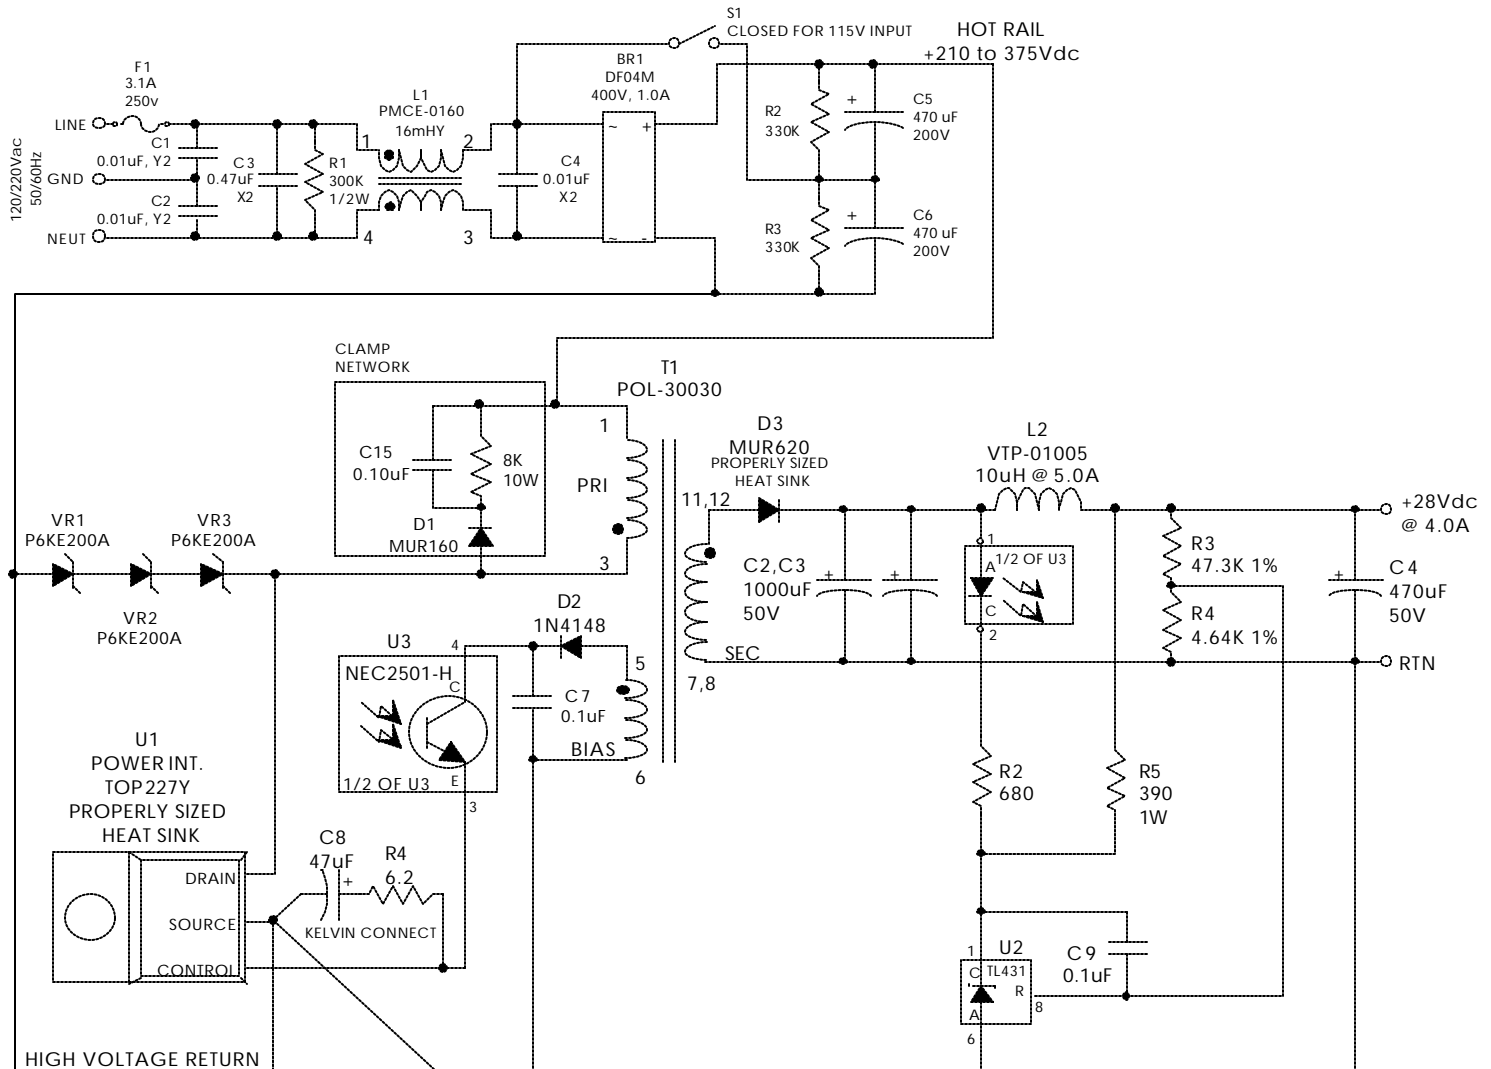 S1
CLOSED FOR 115V INPUT
HOT RAIL
+210 to 375Vdc
F1
3.1A
250v
L1
PMCE-0160
16mHY
BR1
DF04M
400V, 1.0A
120/220Vac
50/60Hz
LINE
GND
NEUT
C1
0.01uF, Y2
C2
0.01uF, Y2
C3
0.47uF
X2
R1
300K
1/2W
1
2
4
3
C4
0.01uF
X2
~
+
~
-
R2
330K
+
C5
470 uF
200V
R3
330K
+
C6
470 uF
200V
CLAMP
NETWORK
C15
0.10uF
8K
10W
D1
MUR160
T1
POL-30030
1
PRI
3
D3
MUR620
PROPERLY SIZED
HEAT SINK
11,12
SEC
7,8
C2,C3
1000uF
50V
+
+
L2
VTP-01005
10uH @ 5.0A
+28Vdc
@ 4.0A
1
1/2 OF U3
A
C
2
R3
47.3K 1%
R4
4.64K 1%
+
C4
470uF
50V
RTN
VR1
P6KE200A
VR3
P6KE200A
VR2
P6KE200A
D2
1N4148
U3
4
NEC2501-H
C
E
1/2 OF U3
3
C7
0.1uF
5
BIAS
6
U1
POWER INT.
TOP227Y
PROPERLY SIZED
HEAT SINK
DRAIN
SOURCE
CONTROL
C8
47uF
+
R4
6.2
KELVIN CONNECT
R2
680
R5
390
1W
1
U2
C
TL431
R
A
8
6
C9
0.1uF
HIGH VOLTAGE RETURN